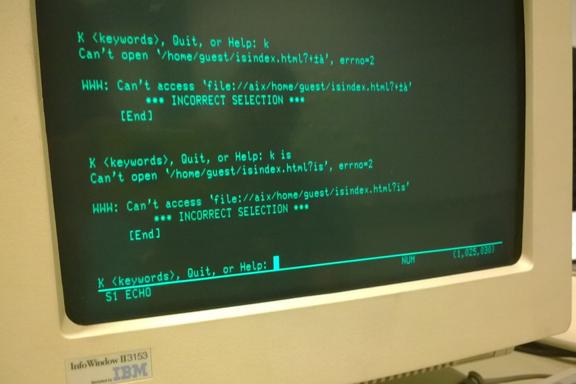 K <keywords>, Quit, or Help: k
Can't open '/home/guest/isindex.html?+±à', errno=2
WWW: Can't access 'file://aix/home/guest/isindex.html?+±à'
*** INCORRECT SELECTION ***
[End]
K <keywords>, Quit, or Help: k is
Can't open '/home/guest/isindex.html?is', errno=2
WWW: Can't access 'file://aix/home/guest/isindex.html?is'
*** INCORRECT SELECTION ***
[End]
K <keywords>, Quit, or Help:
S1 ECHO NUM (1,025,030)
InfoWindow II 3153
IBM